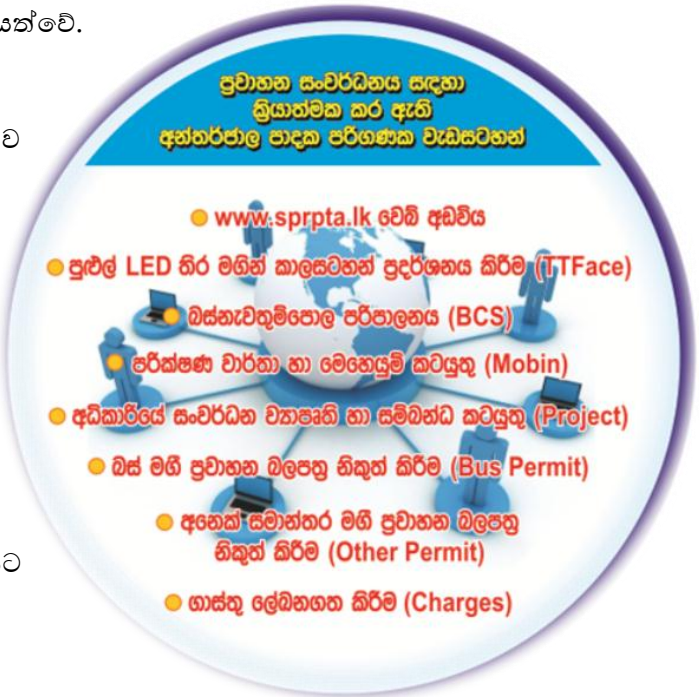 යත්වේ.
ප්‍රවාහන සංවර්ධනය සඳහා
ක්‍රියාත්මක කර ඇති
අන්තර්ජාල පාදක පරිගණක වැඩසටහන්
ව
www.sprpta.lk වෙබ් අඩවිය
පුළුල් LED තිර මගින් කාලසටහන් ප්‍රදර්ශනය කිරීම (TTFace)
බස්නැවතුම්පොල පරිපාලනය (BCS)
පරික්ෂණ වාර්තා හා මෙහෙයුම් කටයුතු (Mobin)
අධිකාරියේ සංවර්ධන ව්‍යාපෘති හා සම්බන්ධ කටයුතු (Project)
බස් මගී ප්‍රවාහන බලපත්‍ර නිකුත් කිරීම (Bus Permit)
අනෙක් සමාන්තර මගී ප්‍රවාහන බලපත්‍ර
නිකුත් කිරීම (Other Permit)
ට
ගාස්තු ලේඛනගත කිරීම (Charges)